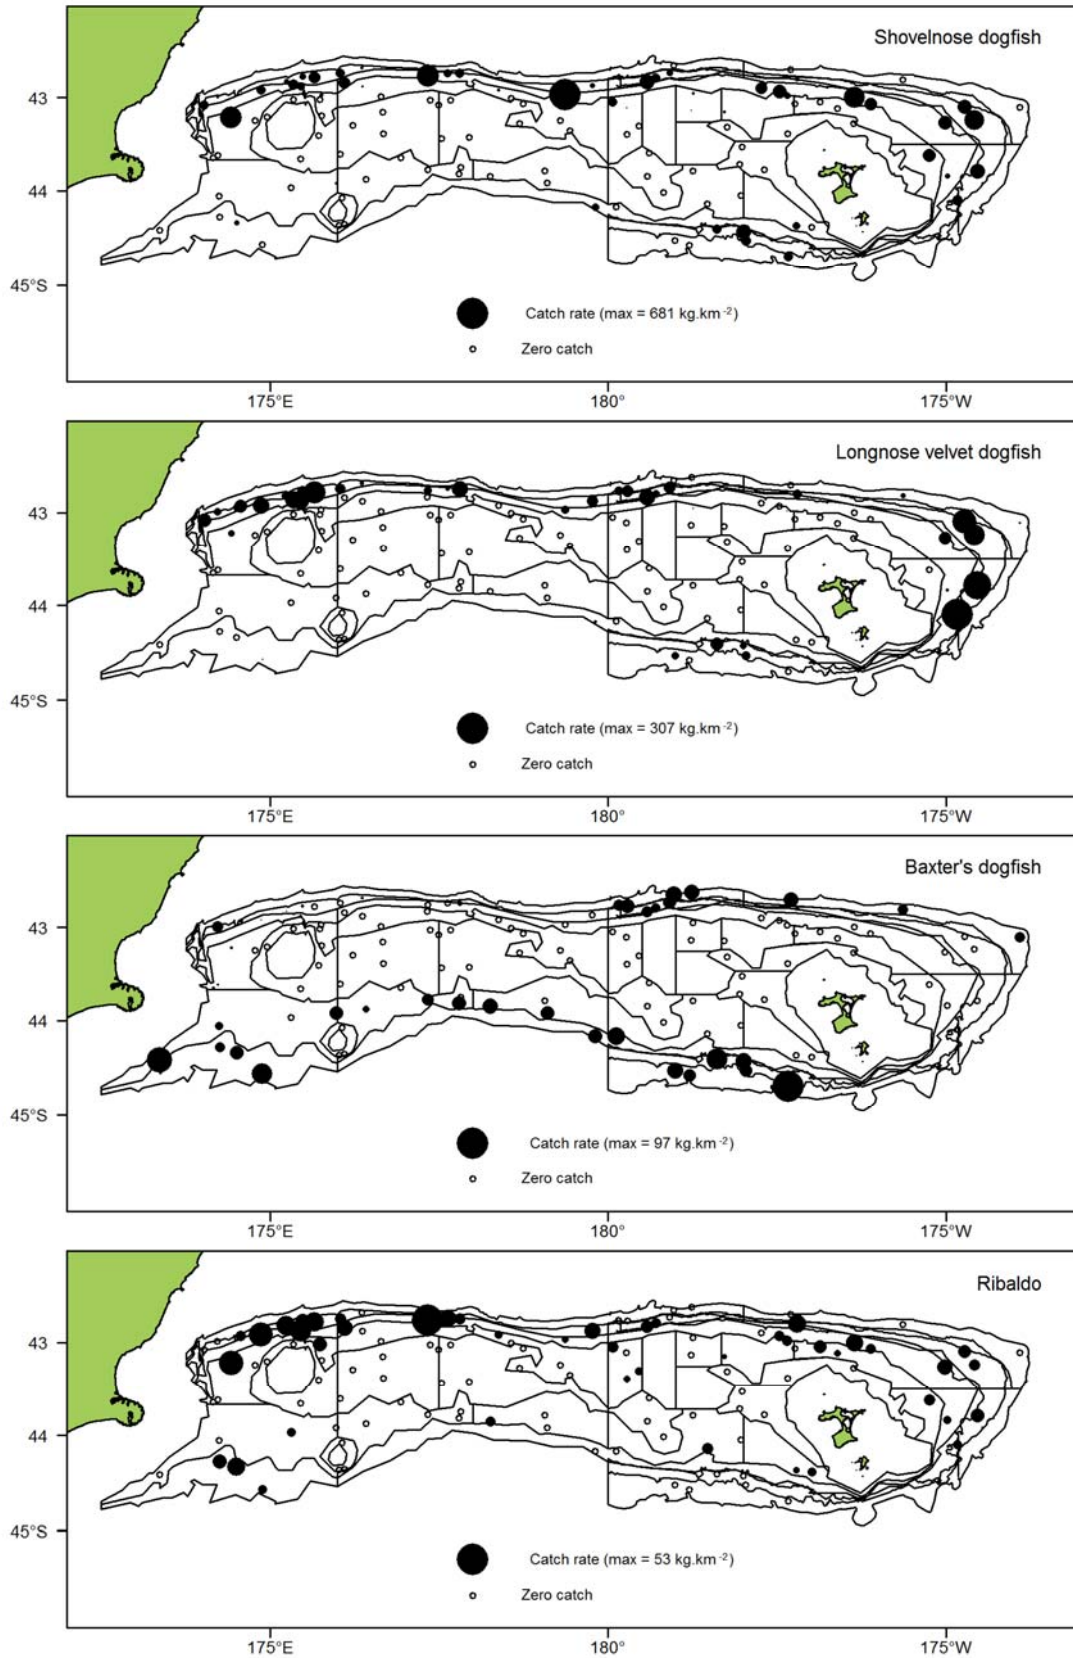 Shovelnose dogfish
43
44
45°S
Catch rate (max = 681 kg.km⁻²)
Zero catch
175°E 180° 175°W
Longnose velvet dogfish
43
44
45°S
Catch rate (max = 307 kg.km⁻²)
Zero catch
175°E 180° 175°W
Baxter's dogfish
43
44
45°S
Catch rate (max = 97 kg.km⁻²)
Zero catch
175°E 180° 175°W
Ribaldo
43
44
45°S
Catch rate (max = 53 kg.km⁻²)
Zero catch
175°E 180° 175°W